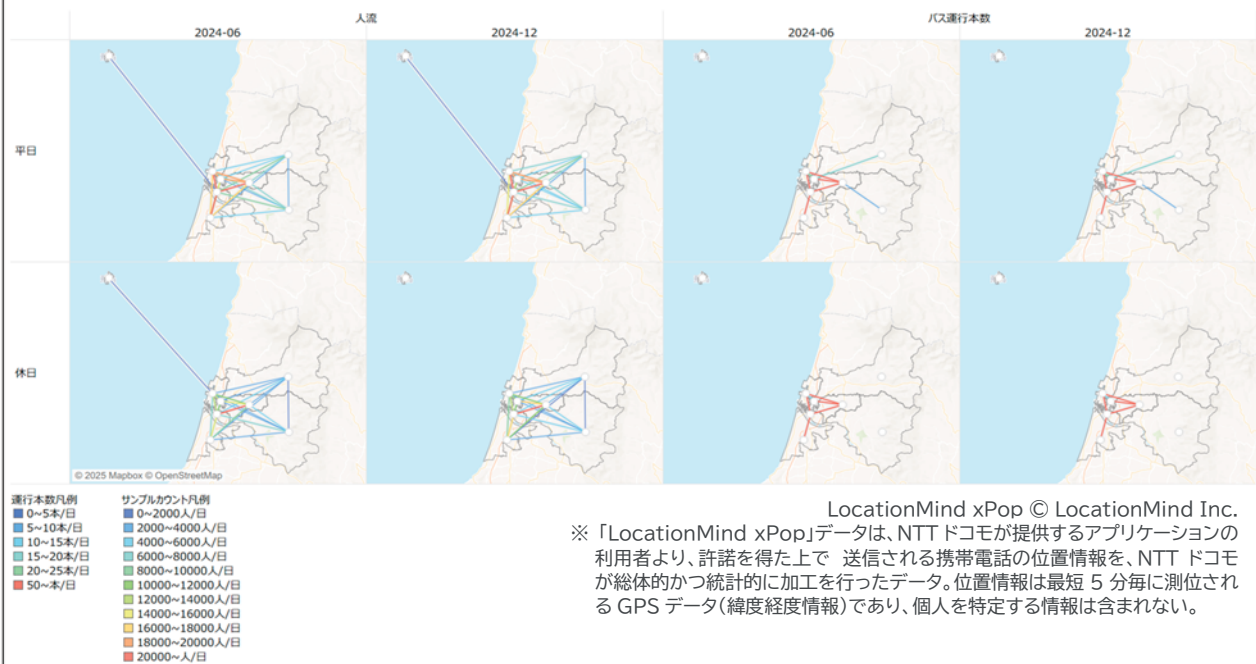 人流
バス運行本数
2024-06
2024-12
2024-06
2024-12
平日
休日
© 2025 Mapbox © OpenStreetMap
運行本数凡例
0~5本/日
5~10本/日
10~15本/日
15~20本/日
20~25本/日
50~本/日
サンプルカウント凡例
0~2000人/日
2000~4000人/日
4000~6000人/日
6000~8000人/日
8000~10000人/日
10000~12000人/日
12000~14000人/日
14000~16000人/日
16000~18000人/日
18000~20000人/日
20000~人/日
LocationMind xPop © LocationMind Inc.
※ 「LocationMind xPop」データは、NTTドコモが提供するアプリケーションの
利用者より、許諾を得た上で 送信される携帯電話の位置情報を、NTT ドコモ
が総体的かつ統計的に加工を行ったデータ。位置情報は最短 5 分毎に測位され
る GPS データ(緯度経度情報)であり、個人を特定する情報は含まれない。